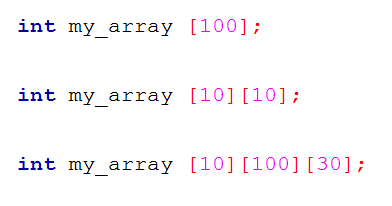 int my_array [100];
int my_array [10][10];
int my_array [10][100][30];